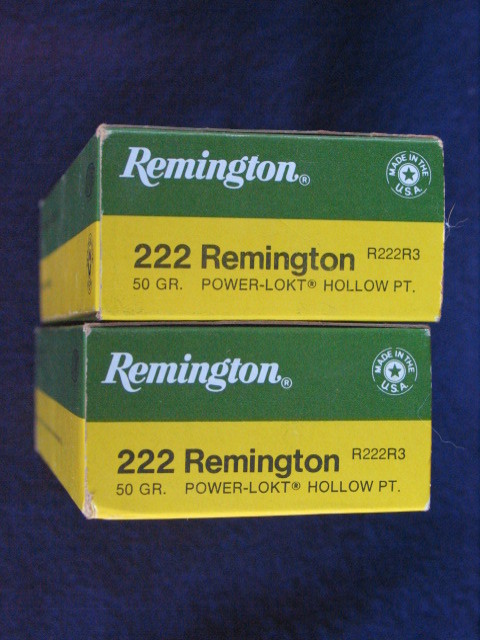 Remington®
MADE IN THE U.S.A.
222 Remington R222R3
50 GR. POWER-LOKT® HOLLOW PT.
Remington®
MADE IN THE U.S.A.
222 Remington R222R3
50 GR. POWER-LOKT® HOLLOW PT.